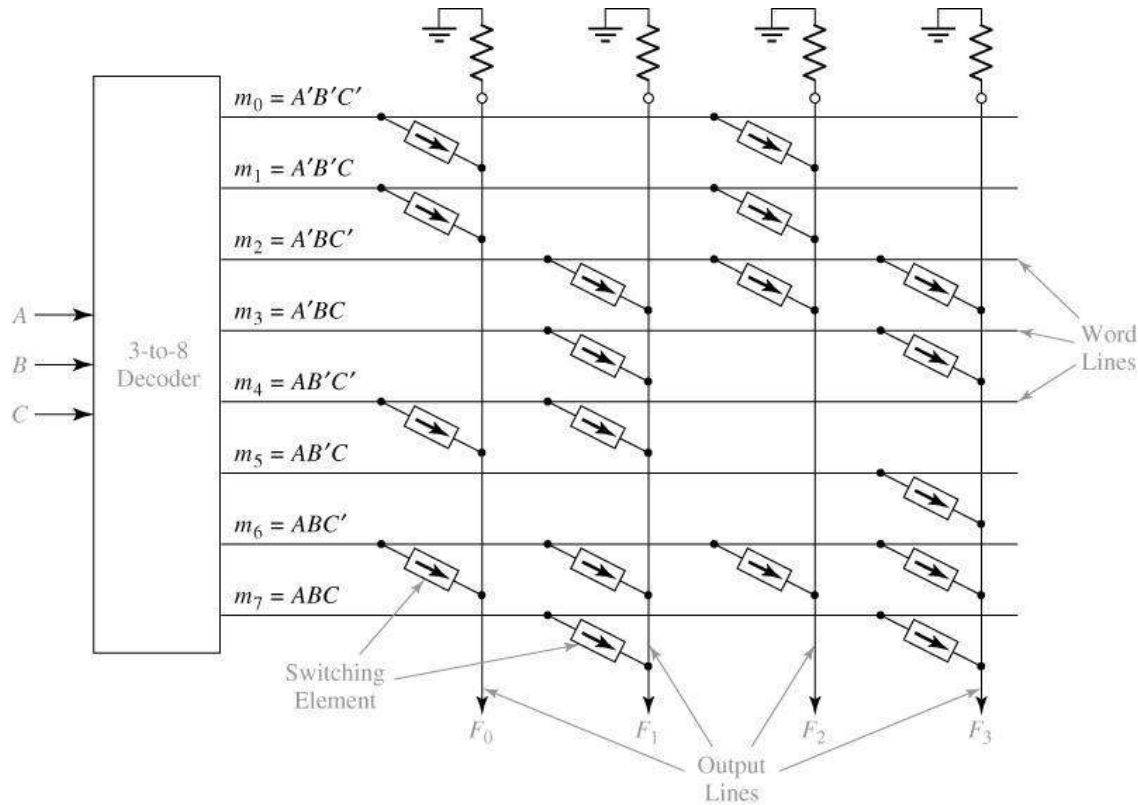 m₀ = A′B′C′
m₁ = A′B′C
m₂ = A′BC′
m₃ = A′BC
m₄ = AB′C′
m₅ = AB′C
m₆ = ABC′
m₇ = ABC
A
B
C
3-to-8
Decoder
Word
Lines
Switching
Element
F₀
F₁
F₂
F₃
Output
Lines